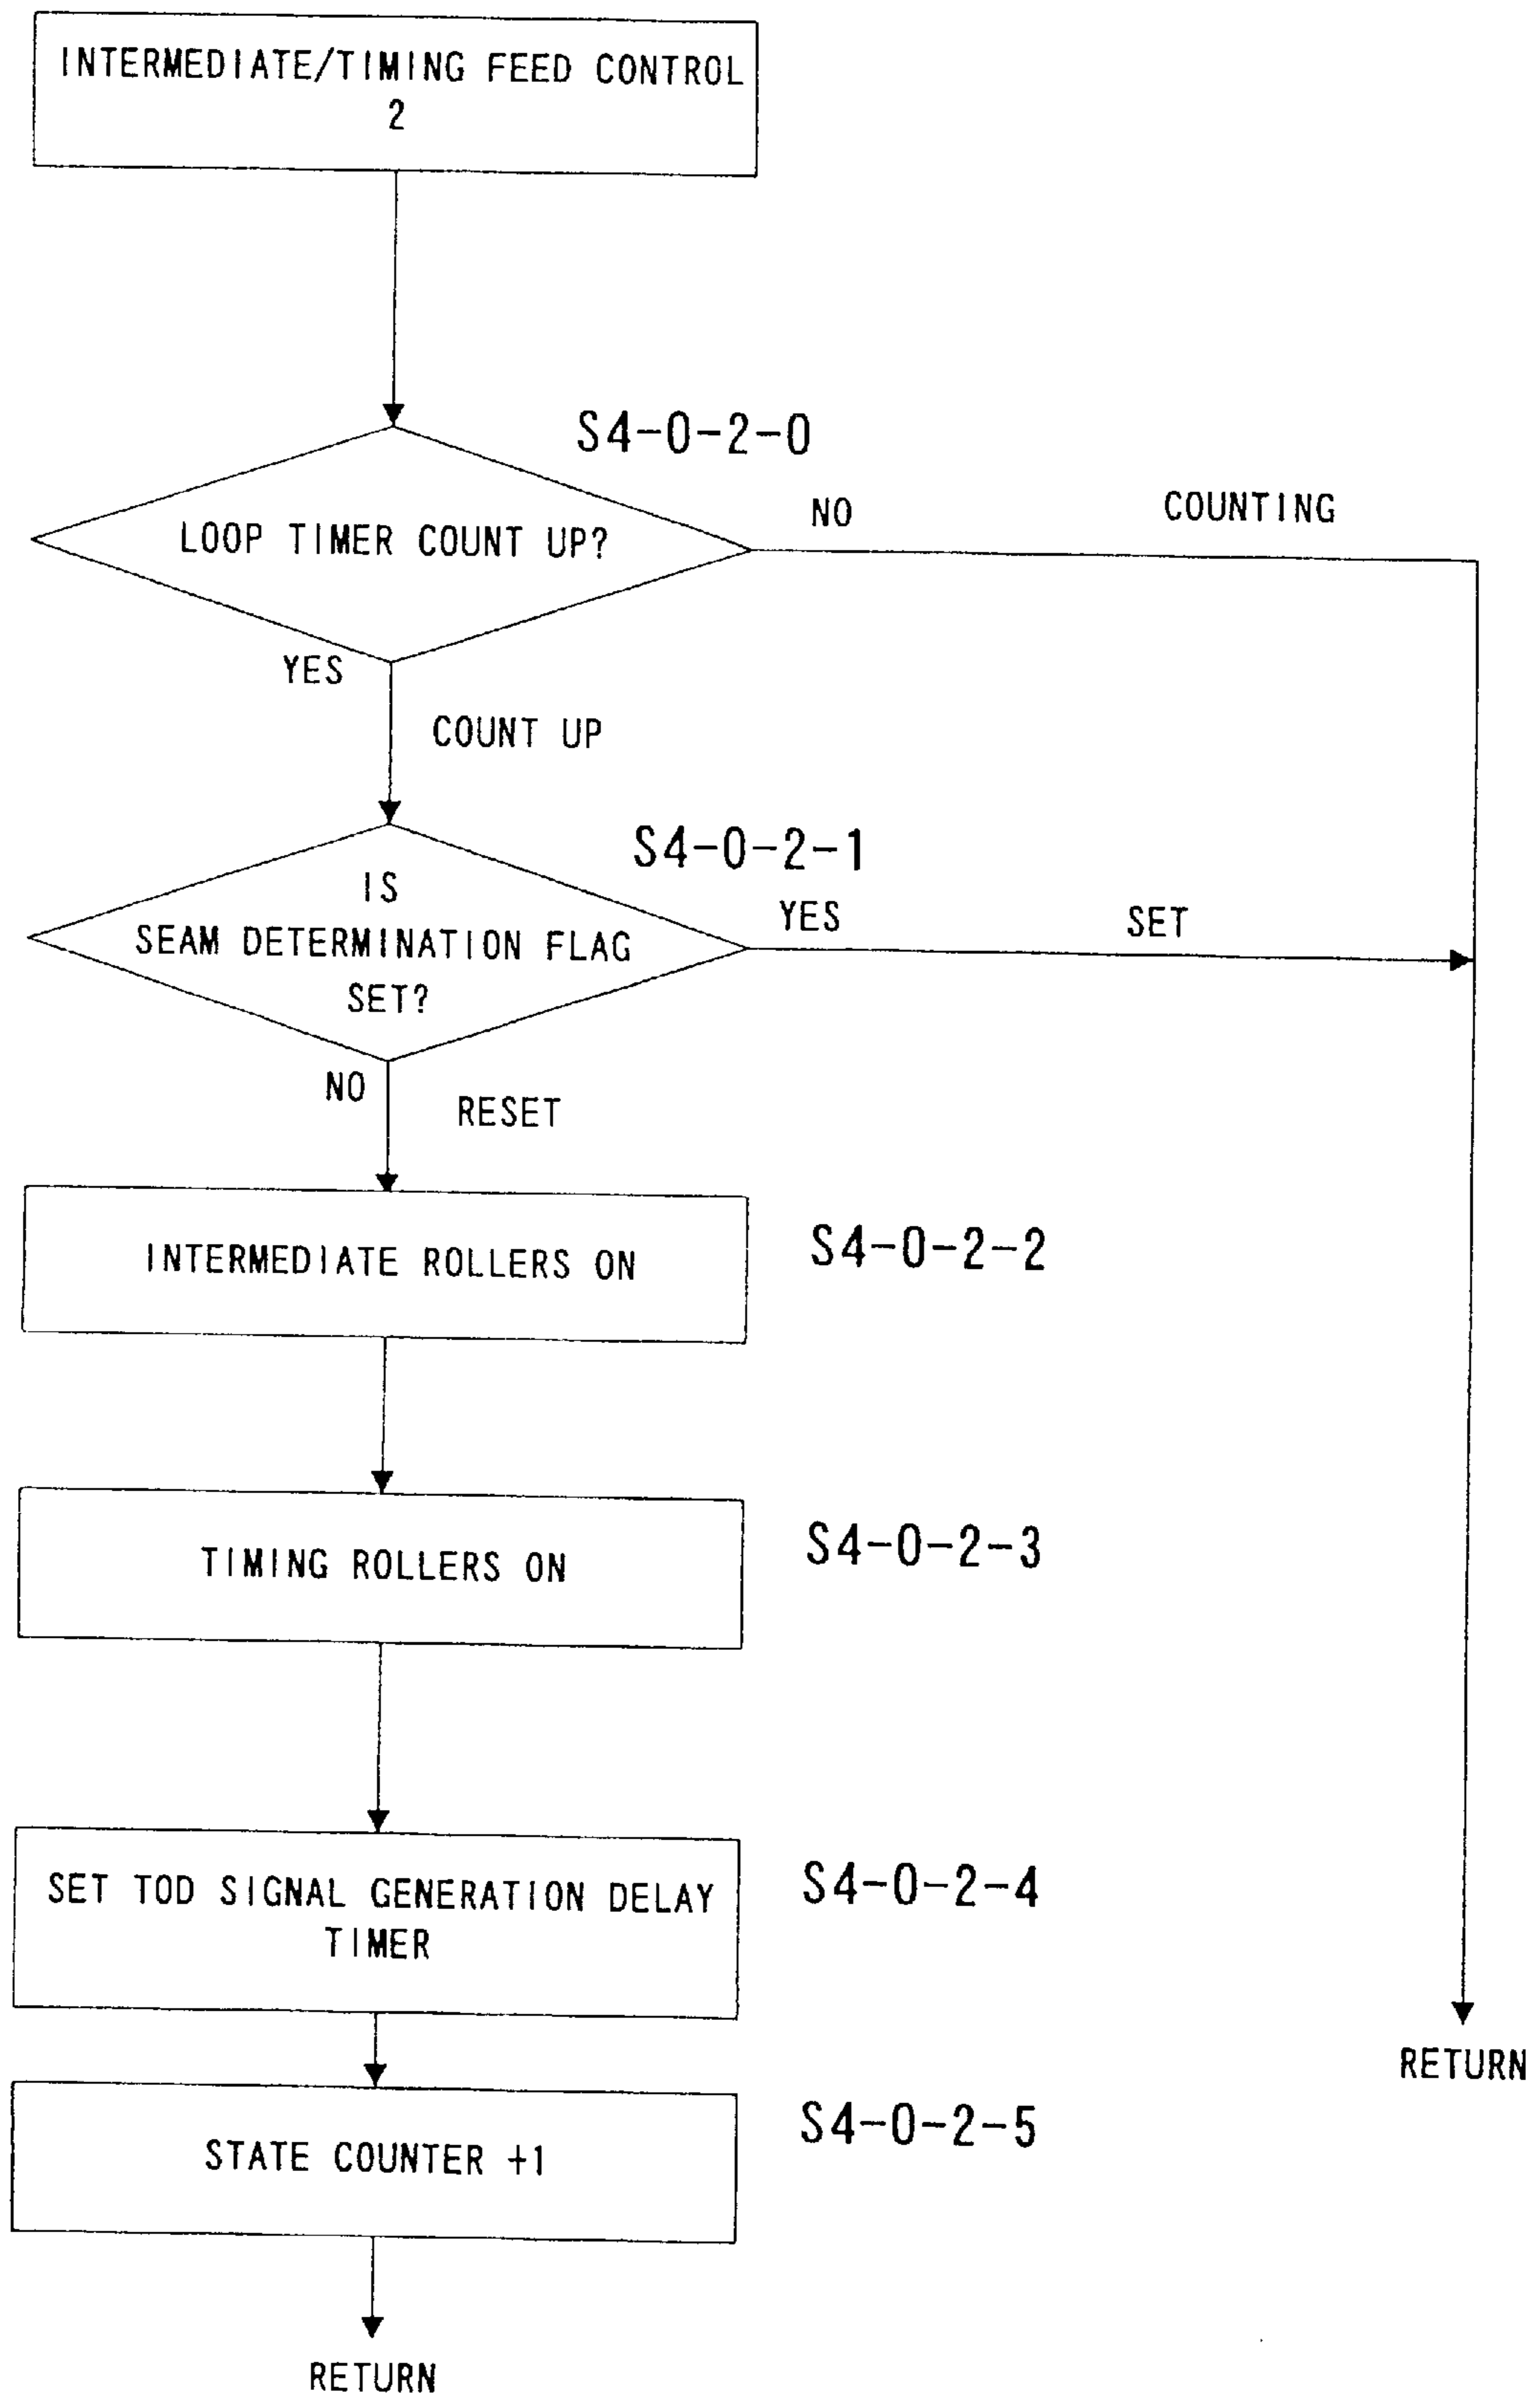 INTERMEDIATE/TIMING FEED CONTROL
2
S4-0-2-0
LOOP TIMER COUNT UP?
NO
COUNTING
YES
COUNT UP
S4-0-2-1
IS
SEAM DETERMINATION FLAG
SET?
YES
SET
NO
RESET
INTERMEDIATE ROLLERS ON
S4-0-2-2
TIMING ROLLERS ON
S4-0-2-3
SET TOD SIGNAL GENERATION DELAY
TIMER
S4-0-2-4
RETURN
STATE COUNTER +1
S4-0-2-5
RETURN